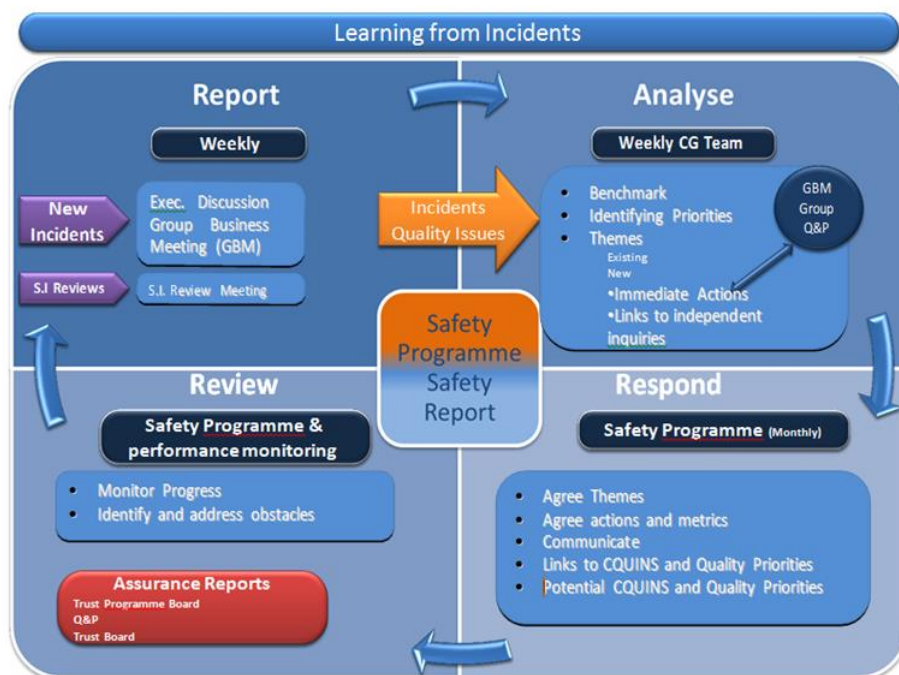 Learning from Incidents
Report
Weekly
New
Incidents
Exec. Discussion
Group Business
Meeting (GBM)
S.I Reviews
S.I. Review Meeting
Incidents
Quality Issues
Analyse
Weekly CG Team
• Benchmark
• Identifying Priorities
• Themes
Existing
New
•Immediate Actions
•Links to independent
inquiries
GBM
Group
Q&P
Safety
Programme
Safety
Report
Review
Safety Programme &
performance monitoring
• Monitor Progress
• Identify and address obstacles
Assurance Reports
Trust Programme Board
Q&P
Trust Board
Respond
Safety Programme (Monthly)
• Agree Themes
• Agree actions and metrics
• Communicate
• Links to CQUINS and Quality Priorities
• Potential CQUINS and Quality Priorities